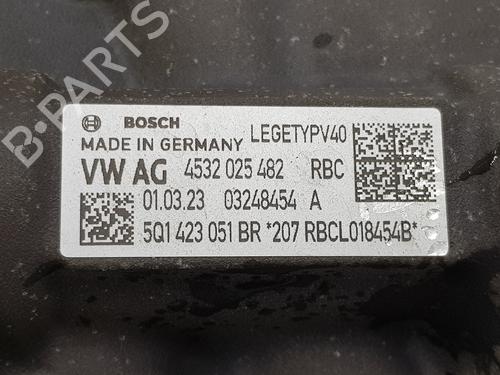 BOSCH
MADE IN GERMANY LEGETYPV40
VW AG 4532 025 482 RBC
01.03.23 03248454 A
5Q1 423 051 BR *207 RBCL018454B*
B-PARTS